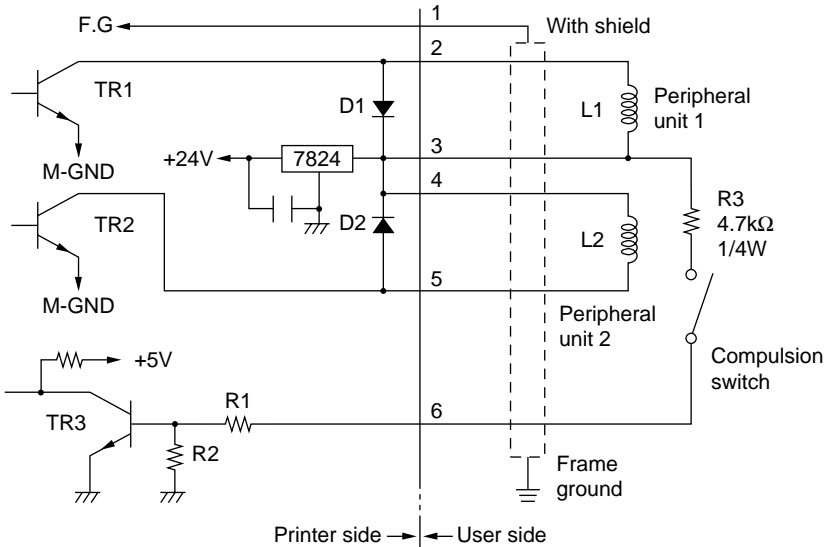 F.G
1
With shield
2
TR1
D1
L1
Peripheral
unit 1
M-GND
+24V
7824
3
4
R3
4.7kΩ
1/4W
TR2
D2
L2
M-GND
5
Peripheral
unit 2
+5V
Compulsion
switch
TR3
R1
6
R2
Frame
ground
Printer side
User side